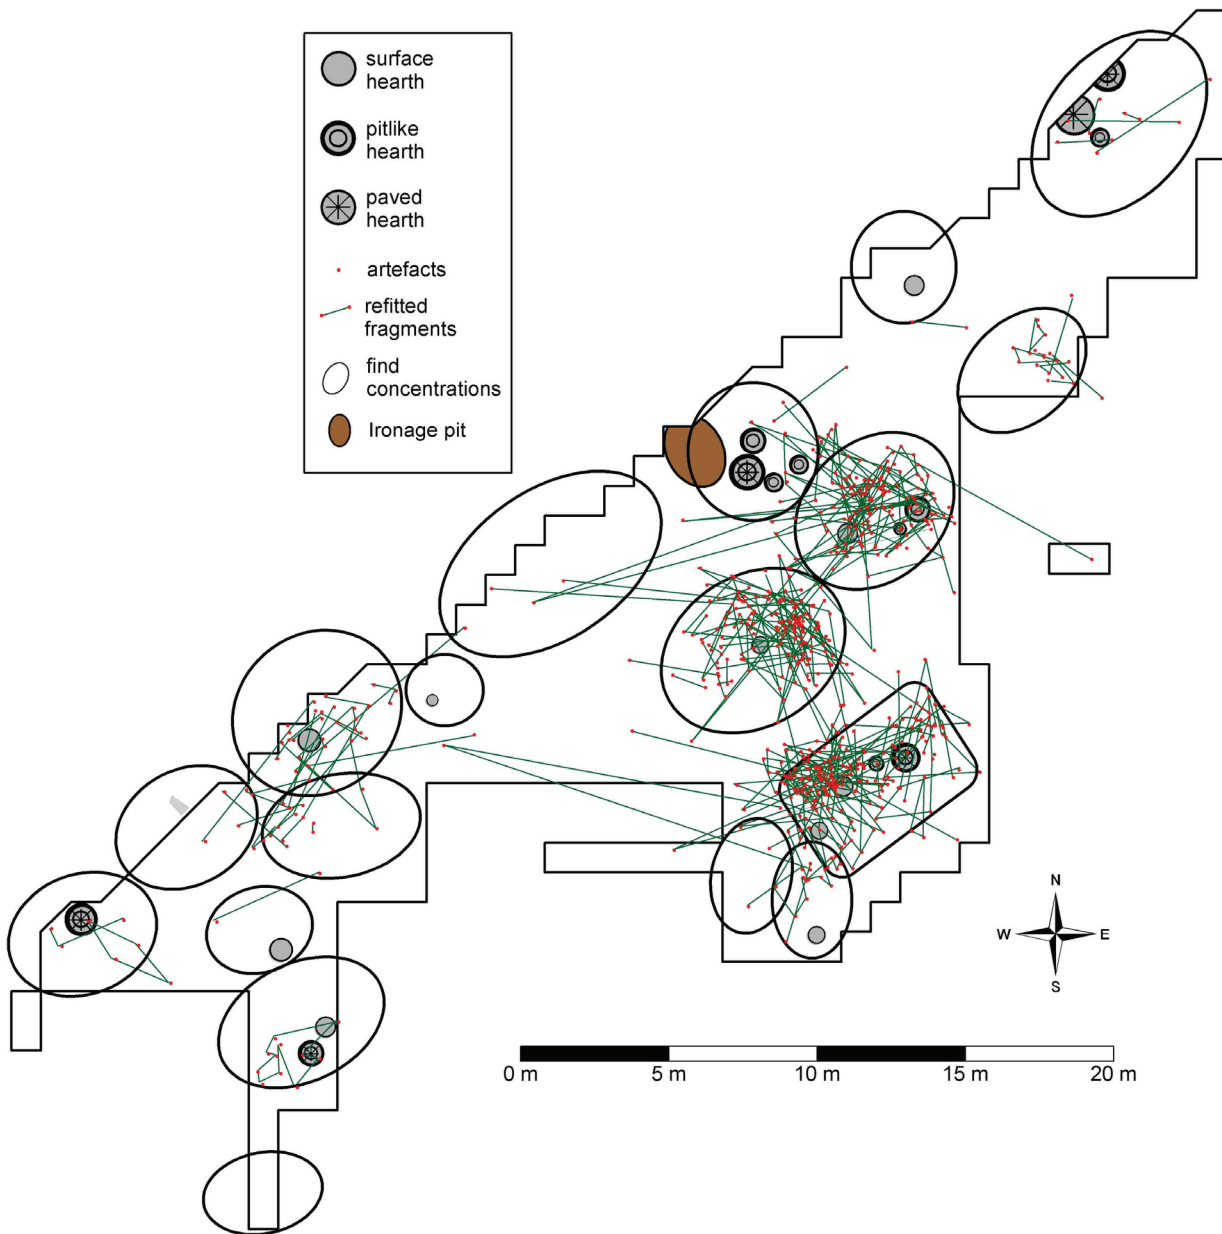 surface
hearth
pitlike
hearth
paved
hearth
artefacts
refitted
fragments
find
concentrations
Ironage pit
N
W E
S
0 m 5 m 10 m 15 m 20 m